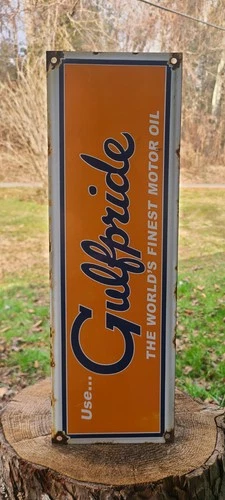 Use... Gulfpride
THE WORLD'S FINEST MOTOR OIL